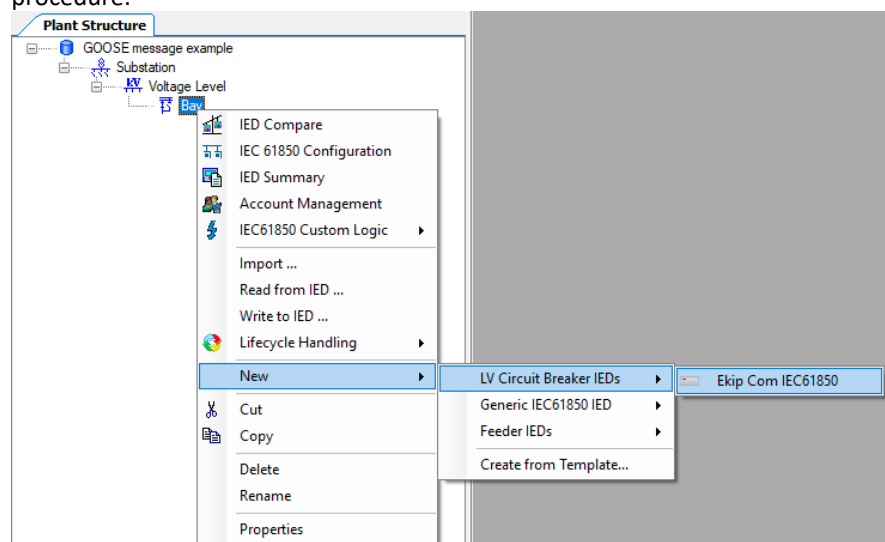 procedure.
Plant Structure
GOOSE message example
Substation
Voltage Level
Bay
IED Compare
IEC 61850 Configuration
IED Summary
Account Management
IEC61850 Custom Logic
Import ...
Read from IED ...
Write to IED ...
Lifecycle Handling
New
LV Circuit Breaker IEDs
Ekip Com IEC61850
Cut
Generic IEC61850 IED
Copy
Feeder IEDs
Delete
Create from Template...
Rename
Properties